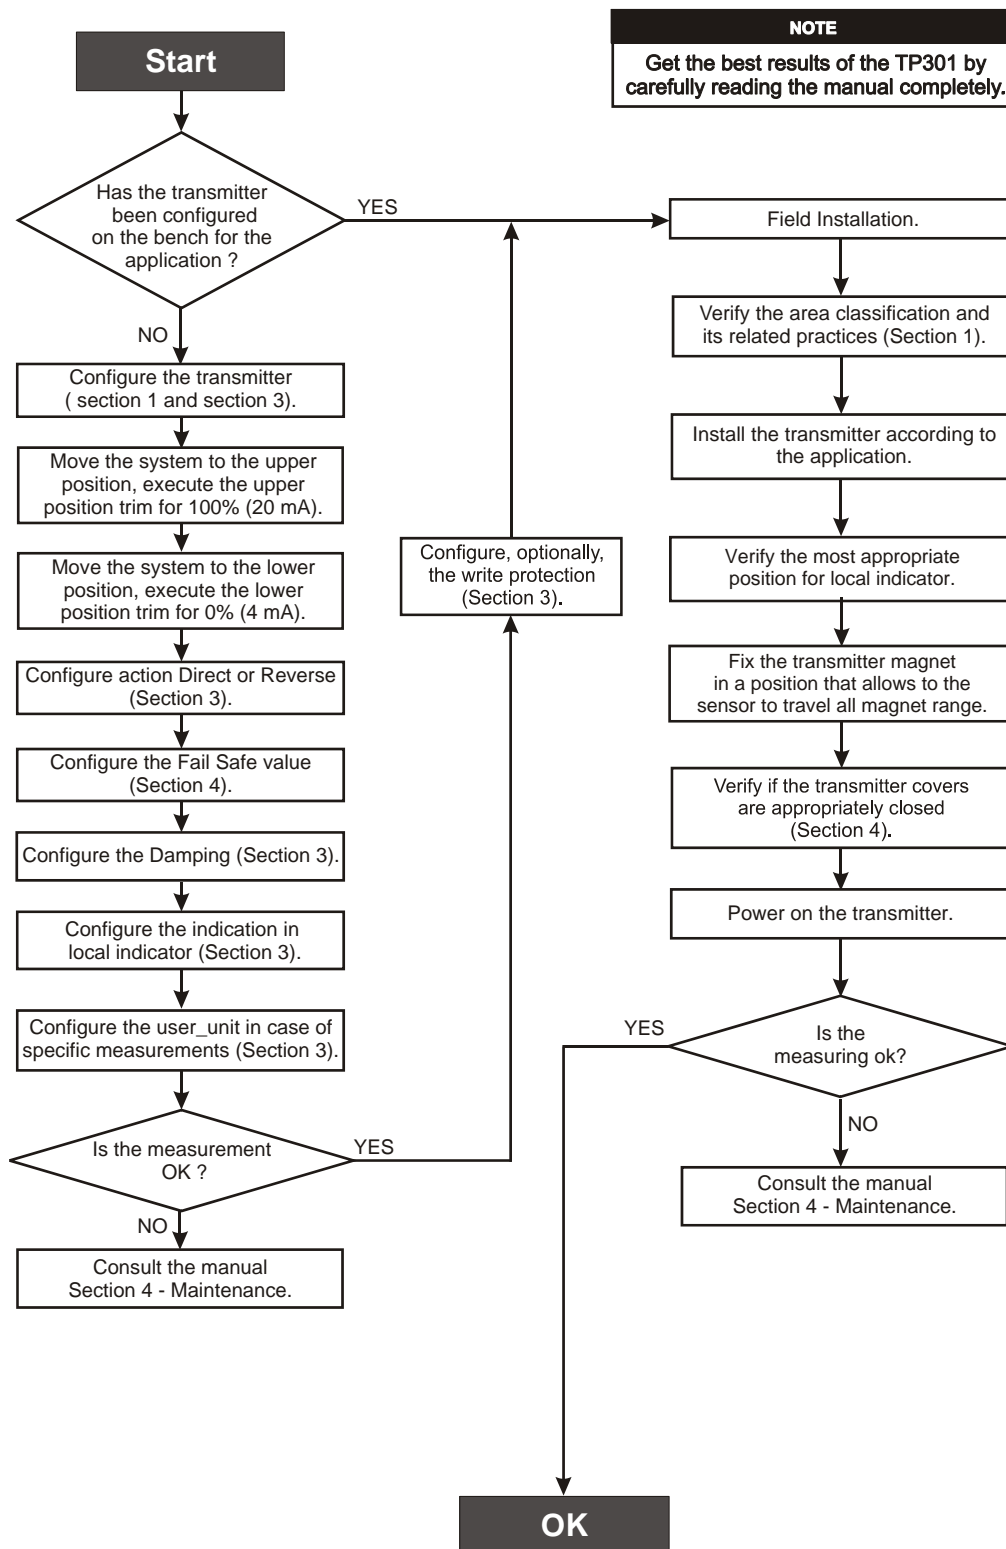 Start
NOTE
Get the best results of the TP301 by
carefully reading the manual completely.
Has the transmitter
been configured
on the bench for the
application ?
YES
NO
Configure the transmitter
( section 1 and section 3).
Move the system to the upper
position, execute the upper
position trim for 100% (20 mA).
Move the system to the lower
position, execute the lower
position trim for 0% (4 mA).
Configure action Direct or Reverse
(Section 3).
Configure the Fail Safe value
(Section 4).
Configure the Damping (Section 3).
Configure the indication in
local indicator (Section 3).
Configure the user_unit in case of
specific measurements (Section 3).
Is the measurement
OK ?
YES
NO
Consult the manual
Section 4 - Maintenance.
Configure, optionally,
the write protection
(Section 3).
Field Installation.
Verify the area classification and
its related practices (Section 1).
Install the transmitter according to
the application.
Verify the most appropriate
position for local indicator.
Fix the transmitter magnet
in a position that allows to the
sensor to travel all magnet range.
Verify if the transmitter covers
are appropriately closed
(Section 4).
Power on the transmitter.
Is the
measuring ok?
YES
NO
Consult the manual
Section 4 - Maintenance.
OK